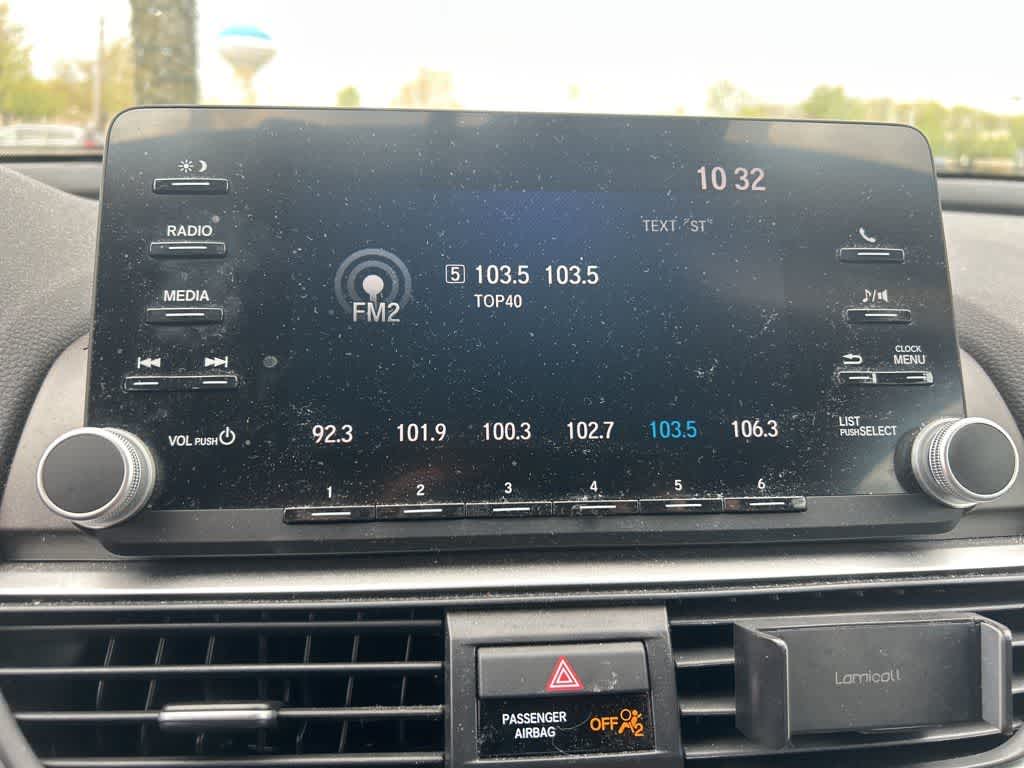 10 32
RADIO
TEXT "ST"
5 103.5 103.5
TOP40
MEDIA
FM2
CLOCK
MENU
VOL PUSH
LIST
PUSH SELECT
92.3 101.9 100.3 102.7 103.5 106.3
1 2 3 4 5 6
Lamicall
PASSENGER
AIRBAG
OFF
2